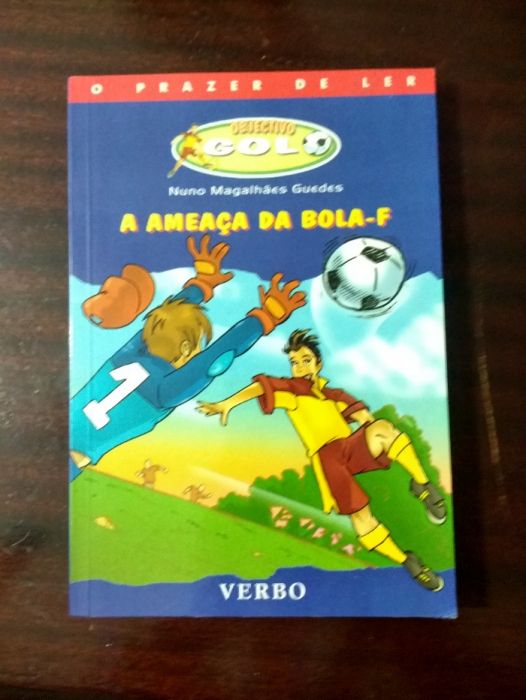 O PRAZER DE LER
OBJECTIVO
GOLO
Nuno Magalhães Guedes
A AMEAÇA DA BOLA-F
1
VERBO